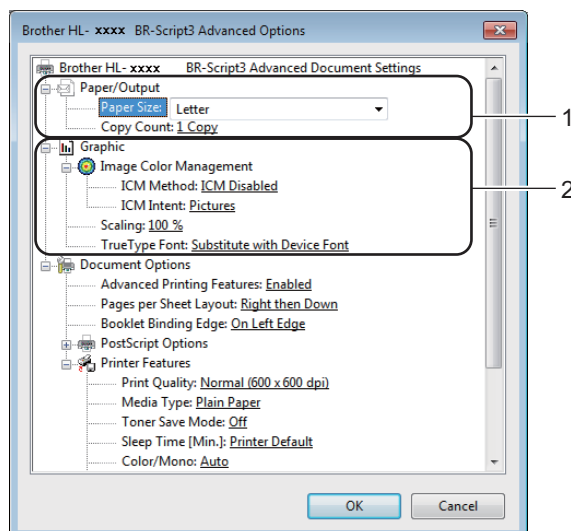 Brother HL- xxxx BR-Script3 Advanced Options
Brother HL- xxxx BR-Script3 Advanced Document Settings
Paper/Output
Paper Size: Letter
Copy Count: 1 Copy
1
Graphic
Image Color Management
ICM Method: ICM Disabled
2
ICM Intent: Pictures
Scaling: 100 %
TrueType Font: Substitute with Device Font
Document Options
Advanced Printing Features: Enabled
Pages per Sheet Layout: Right then Down
Booklet Binding Edge: On Left Edge
PostScript Options
Printer Features
Print Quality: Normal (600 x 600 dpi)
Media Type: Plain Paper
Toner Save Mode: Off
Sleep Time [Min.]: Printer Default
Color/Mono: Auto
OK Cancel